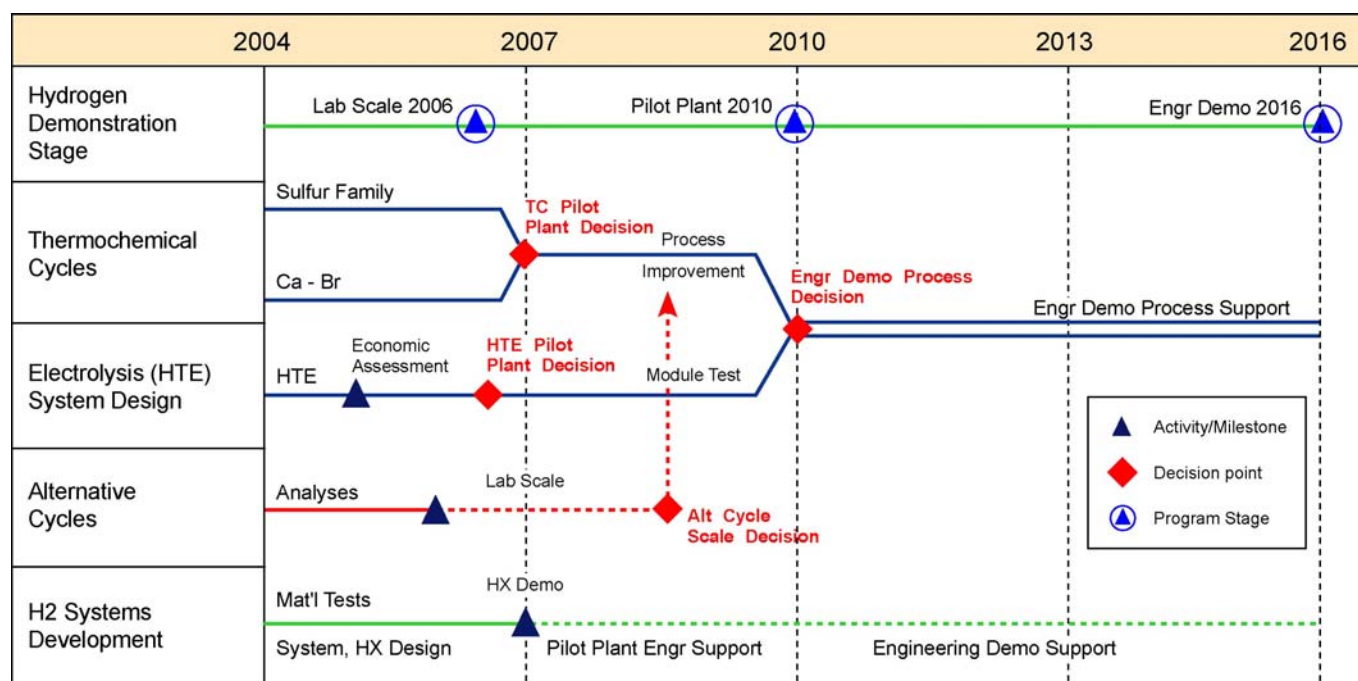 2004 2007 2010 2013 2016
Hydrogen
Demonstration
Stage
Lab Scale 2006
Pilot Plant 2010
Engr Demo 2016
Thermochemical
Cycles
Sulfur Family
Ca - Br
TC Pilot
Plant Decision
Process
Improvement
Engr Demo Process
Decision
Engr Demo Process Support
Electrolysis (HTE)
System Design
HTE
Economic
Assessment
HTE Pilot
Plant Decision
Module Test
Alternative
Cycles
Analyses
Lab Scale
Alt Cycle
Scale Decision
H2 Systems
Development
Mat'l Tests
System, HX Design
HX Demo
Pilot Plant Engr Support
Engineering Demo Support
Activity/Milestone
Decision point
Program Stage